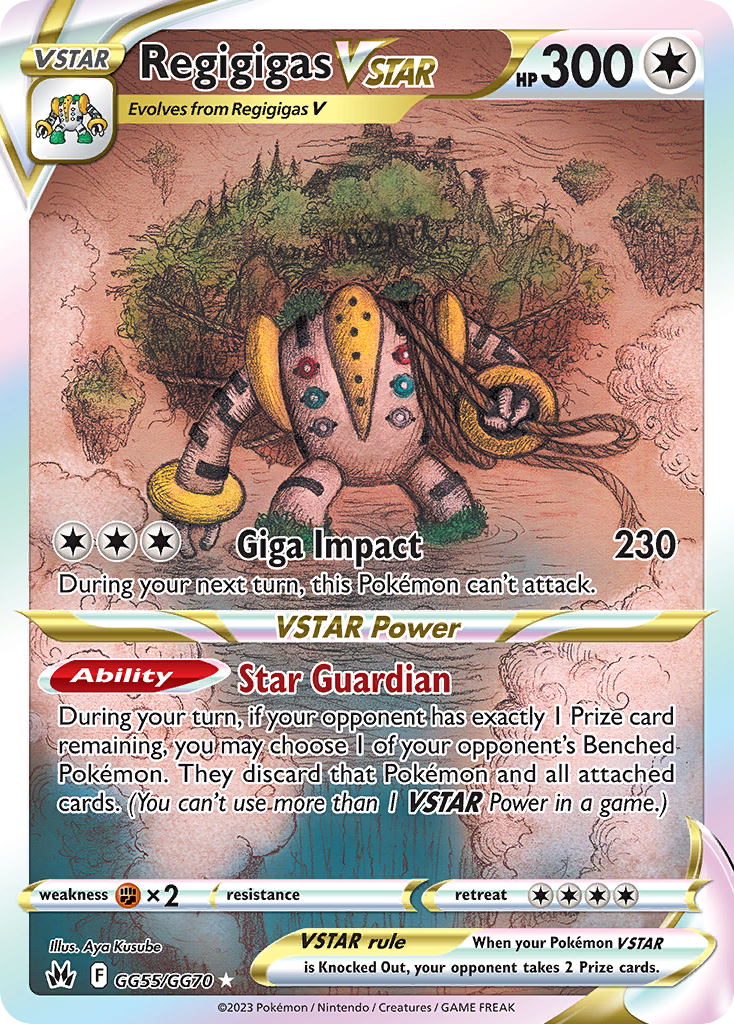 VSTAR
Regigigas VSTAR
HP 300
Evolves from Regigigas V
Giga Impact 230
During your next turn, this Pokémon can't attack.
VSTAR Power
Ability Star Guardian
During your turn, if your opponent has exactly 1 Prize card
remaining, you may choose 1 of your opponent's Benched
Pokémon. They discard that Pokémon and all attached
cards. (You can't use more than 1 VSTAR Power in a game.)
weakness ×2 resistance retreat
Illus. Aya Kusube
VSTAR rule When your Pokémon VSTAR
is Knocked Out, your opponent takes 2 Prize cards.
F GG55/GG70
©2023 Pokémon / Nintendo / Creatures / GAME FREAK